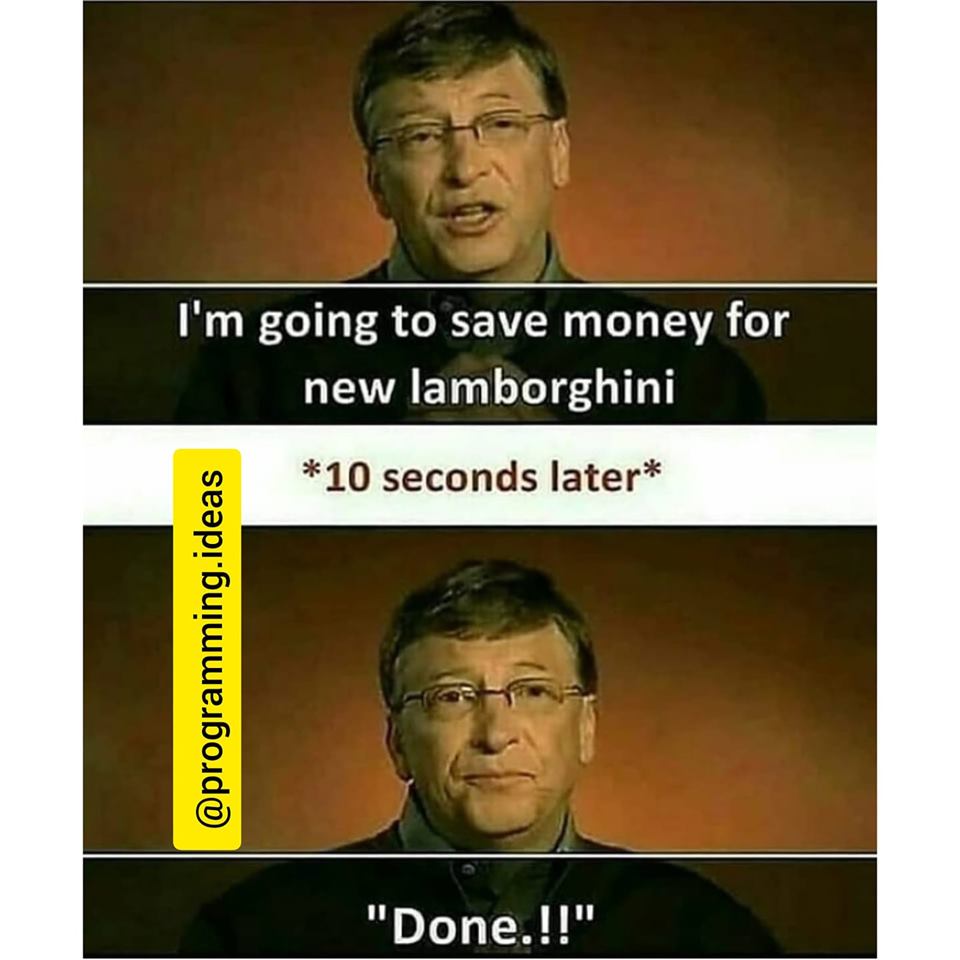 I'm going to save money for
new lamborghini
*10 seconds later*
@programming.ideas
"Done.!!"